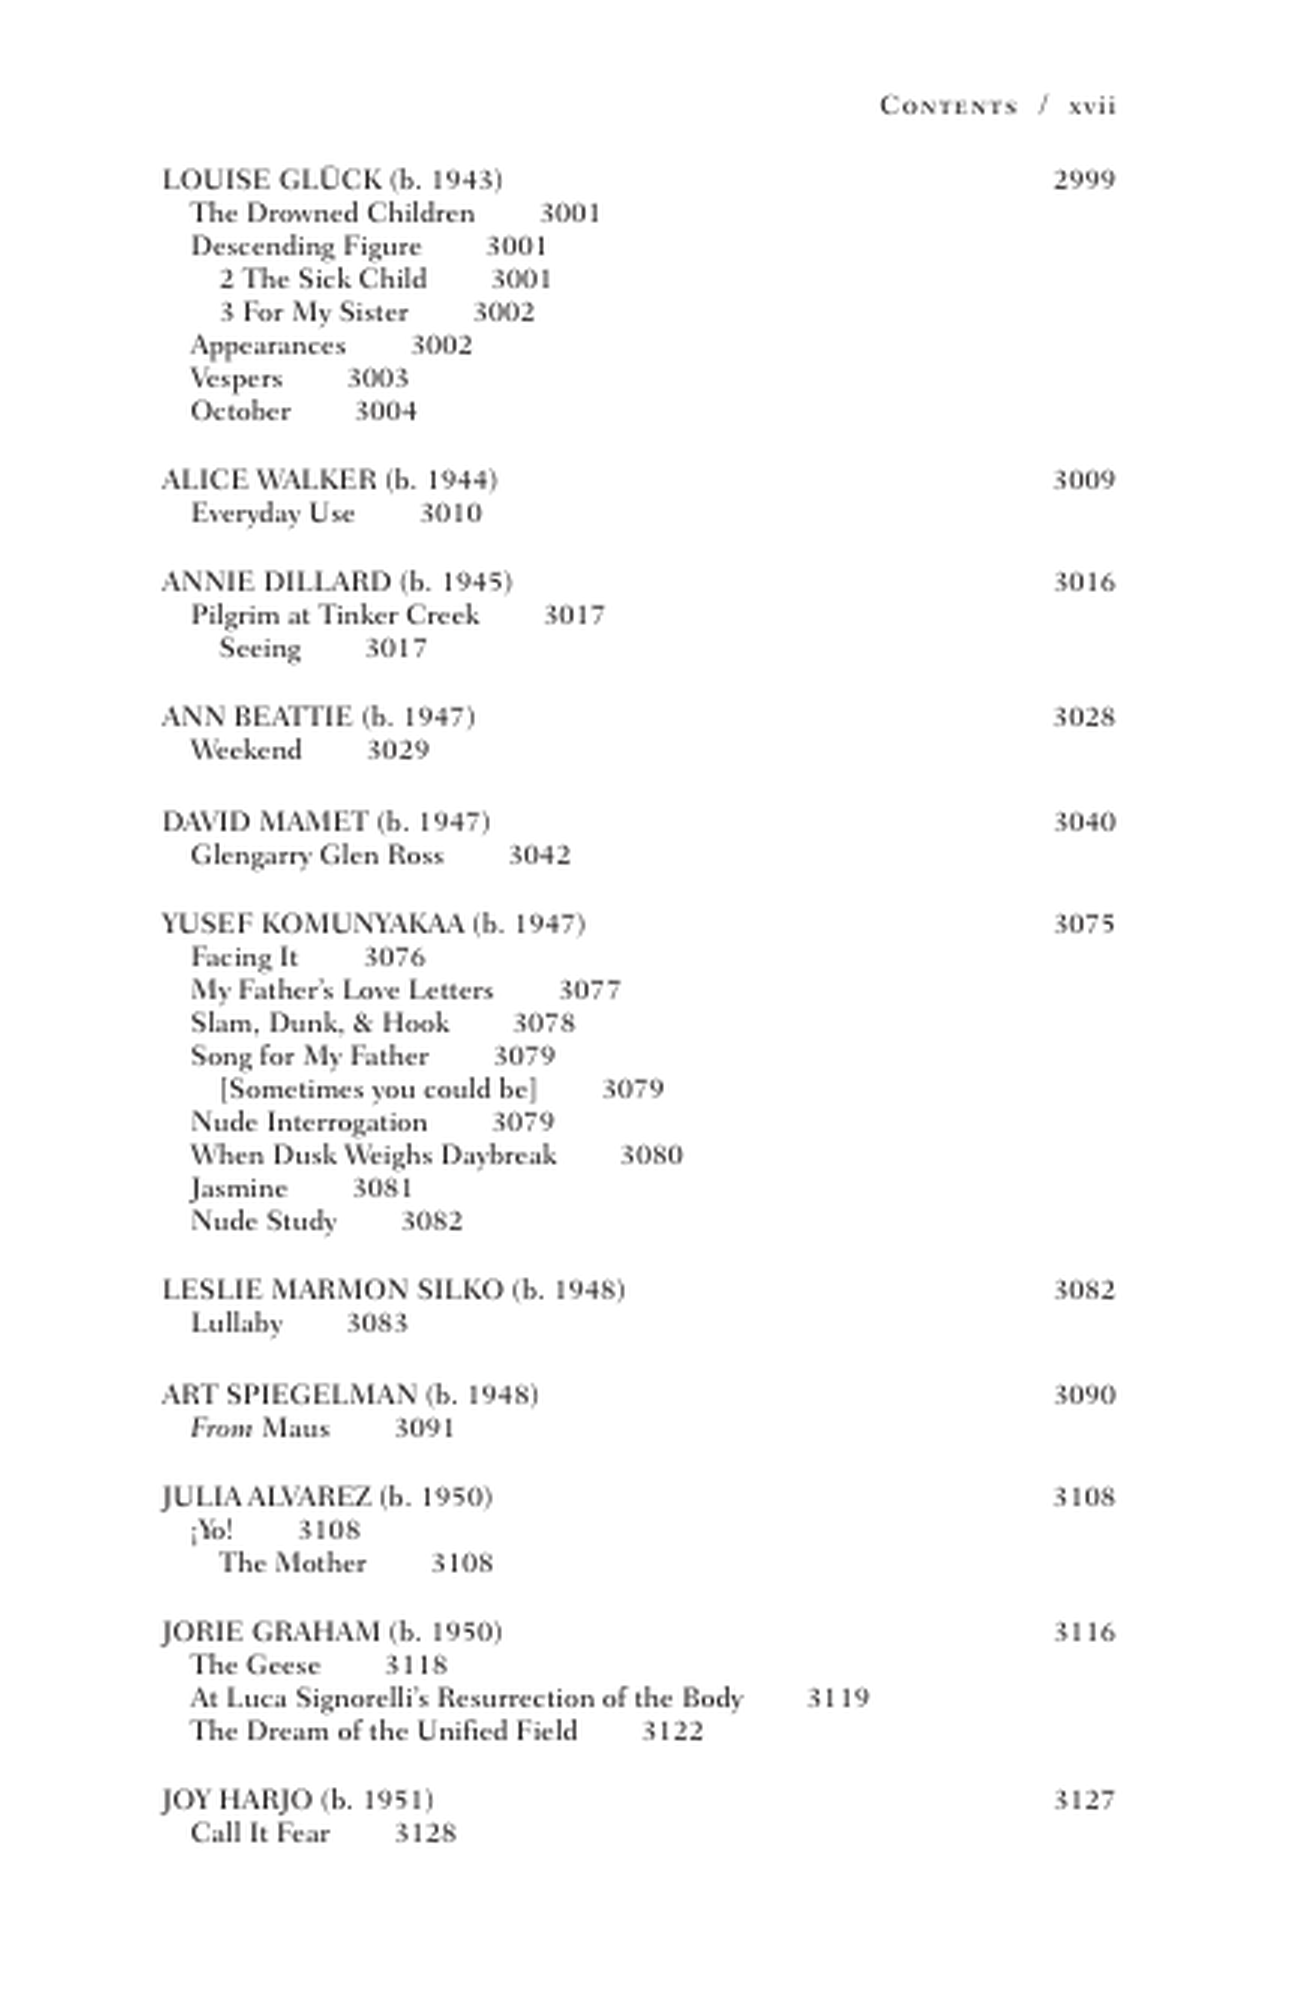 CONTENTS / xvii
LOUISE GLÜCK (b. 1943) 2999
The Drowned Children 3001
Descending Figure 3001
2 The Sick Child 3001
3 For My Sister 3002
Appearances 3002
Vespers 3003
October 3004
ALICE WALKER (b. 1944) 3009
Everyday Use 3010
ANNIE DILLARD (b. 1945) 3016
Pilgrim at Tinker Creek 3017
Seeing 3017
ANN BEATTIE (b. 1947) 3028
Weekend 3029
DAVID MAMET (b. 1947) 3040
Glengarry Glen Ross 3042
YUSEF KOMUNYAKAA (b. 1947) 3075
Facing It 3076
My Father's Love Letters 3077
Slam, Dunk, & Hook 3078
Song for My Father 3079
[Sometimes you could be] 3079
Nude Interrogation 3079
When Dusk Weighs Daybreak 3080
Jasmine 3081
Nude Study 3082
LESLIE MARMON SILKO (b. 1948) 3082
Lullaby 3083
ART SPIEGELMAN (b. 1948) 3090
From Maus 3091
JULIA ALVAREZ (b. 1950) 3108
¡Yo! 3108
The Mother 3108
JORIE GRAHAM (b. 1950) 3116
The Geese 3118
At Luca Signorelli's Resurrection of the Body 3119
The Dream of the Unified Field 3122
JOY HARJO (b. 1951) 3127
Call It Fear 3128